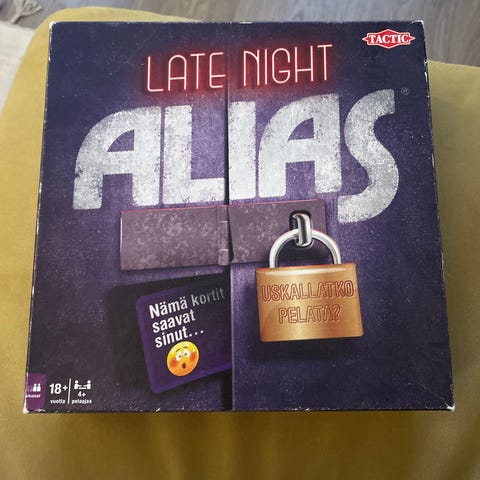 TACTIC
LATE NIGHT
ALIAS®
USKALLATKO
PELATA?
Nämä kortit
saavat
sinut...
18+
vuotta
4+
pelaajaa